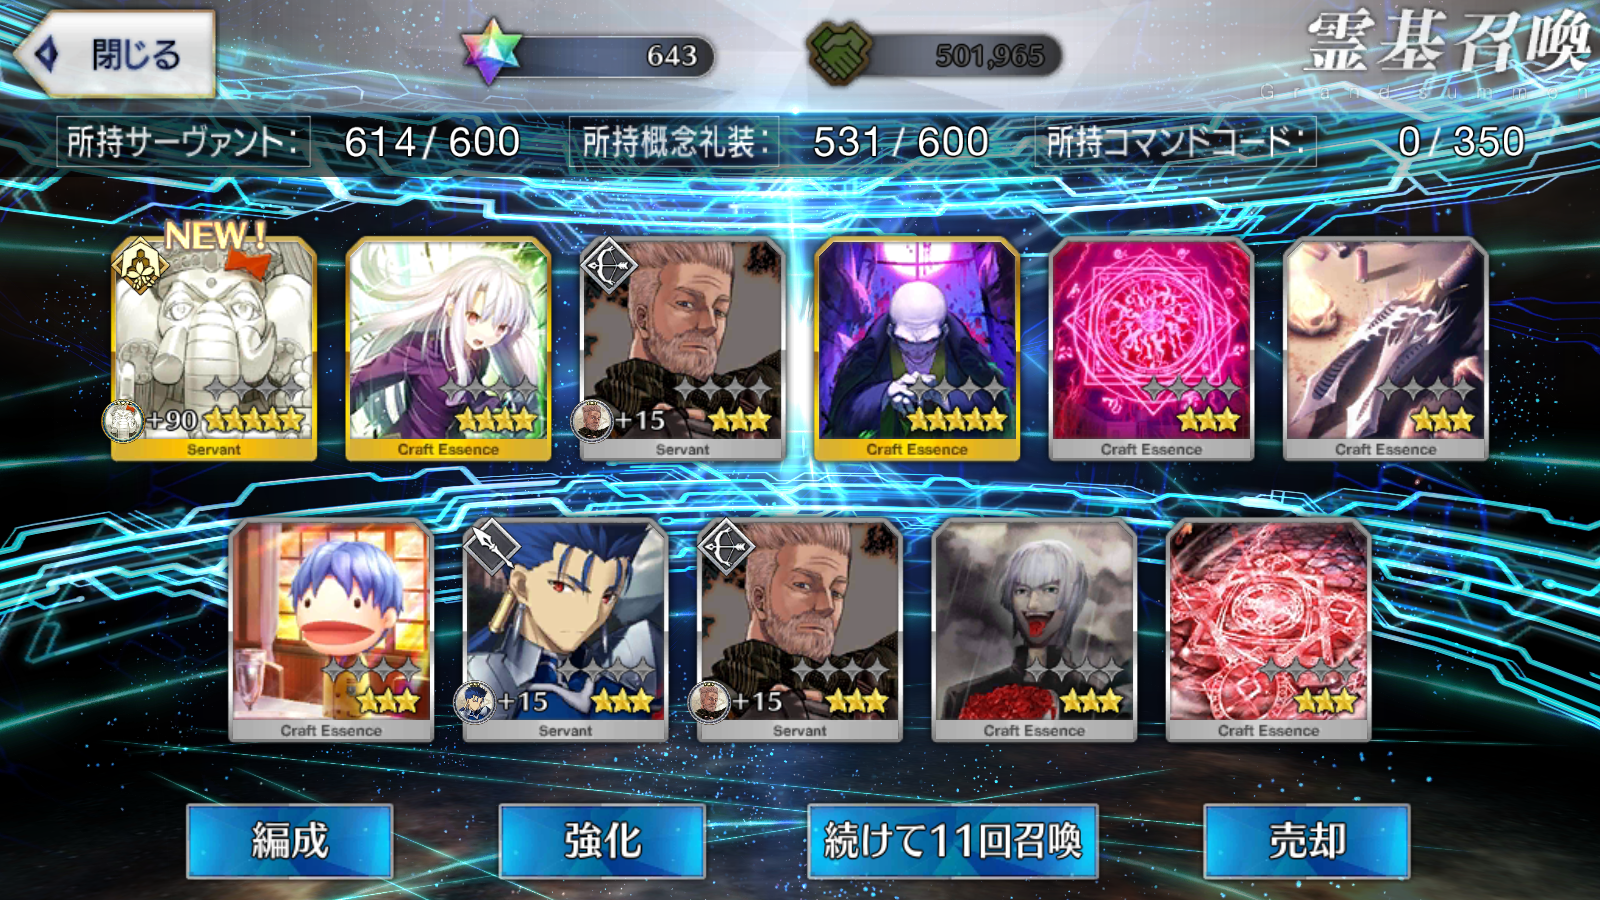 閉じる
643
501,965
霊基召喚
Grand Summon
所持サーヴァント: 614/600
所持概念礼装: 531/600
所持コマンドコード: 0/350
NEW!
+90
+15
Servant
Craft Essence
Servant
Craft Essence
Craft Essence
Craft Essence
+15
+15
Craft Essence
Servant
Servant
Craft Essence
Craft Essence
編成
強化
続けて11回召喚
売却